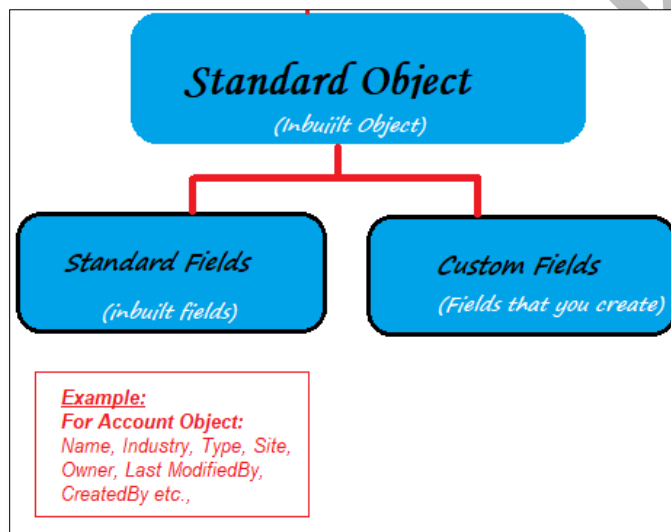 Standard Object
(Inbuiilt Object)
Standard Fields
(inbuilt fields)
Custom Fields
(Fields that you create)
Example:
For Account Object:
Name, Industry, Type, Site,
Owner, Last ModifiedBy,
CreatedBy etc.,